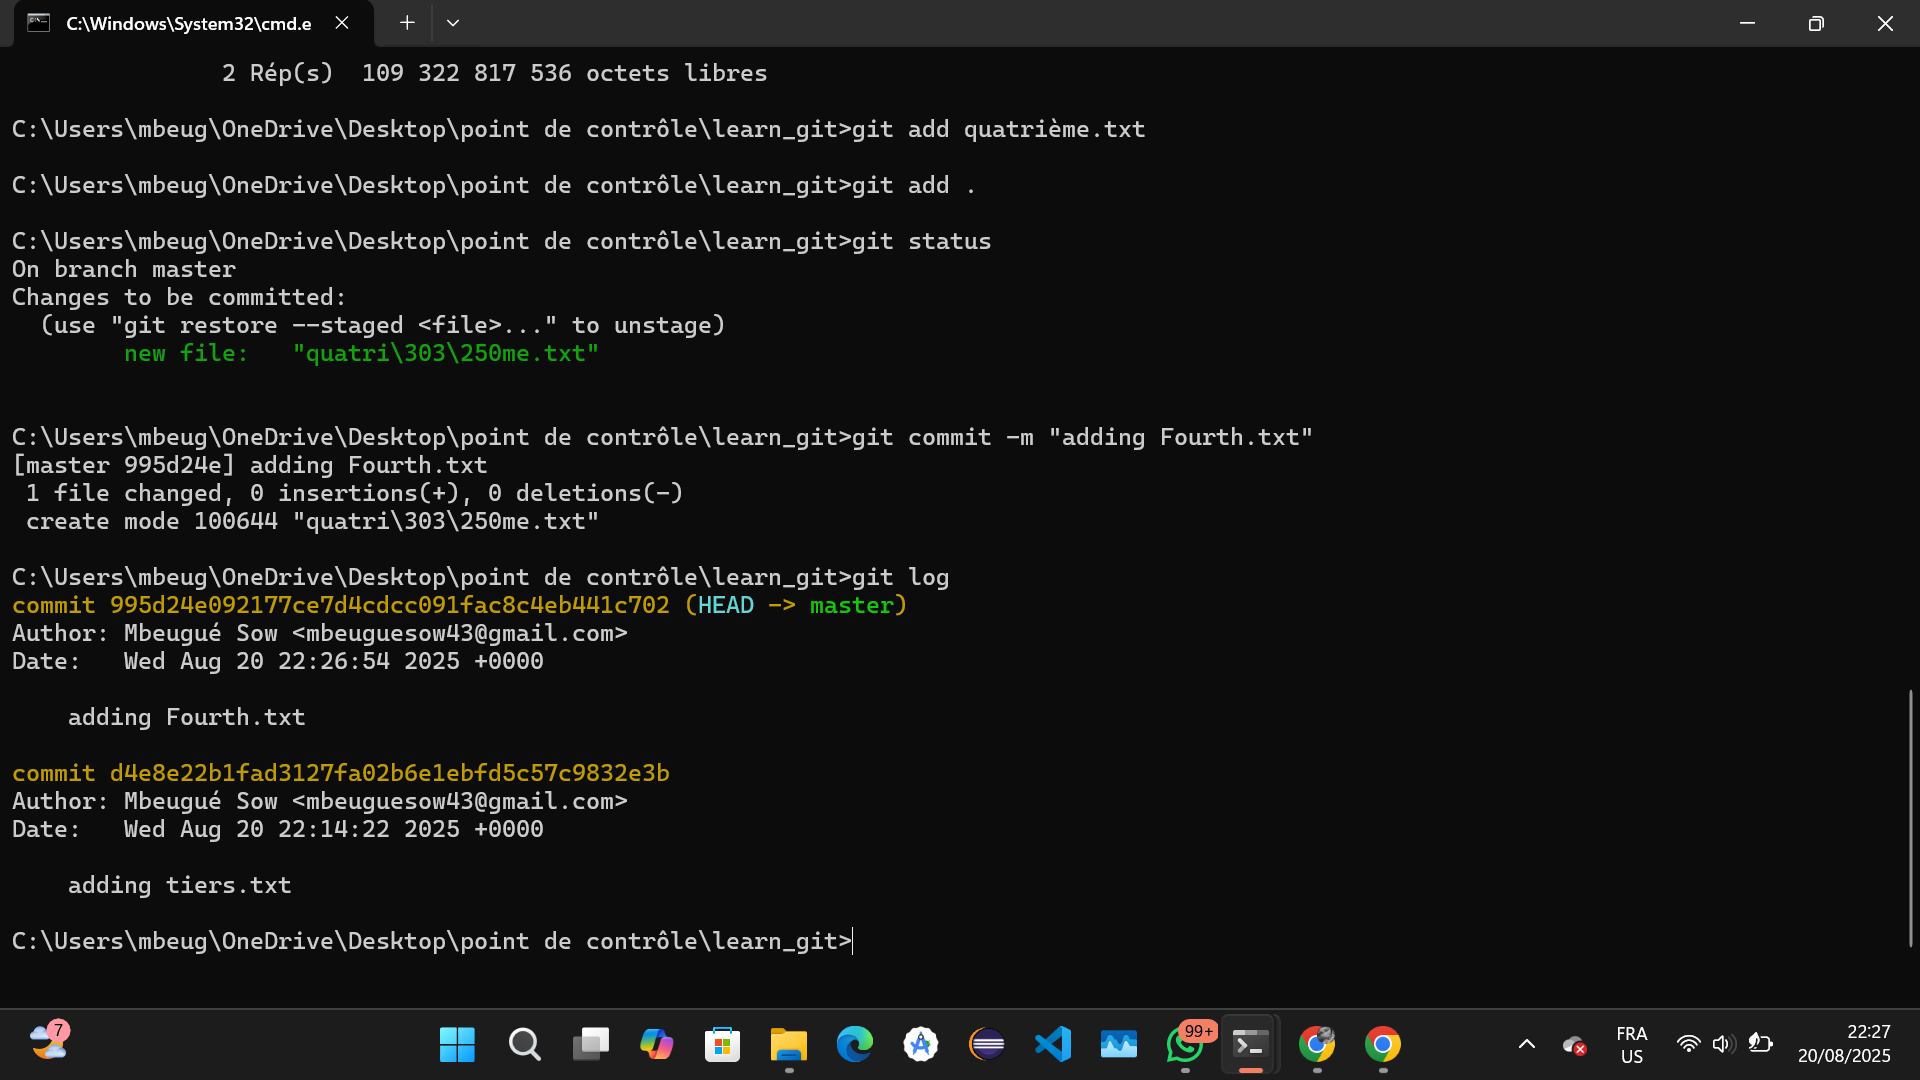 C:\Windows\System32\cmd.e
2 Rép(s)  109 322 817 536 octets libres
C:\Users\mbeug\OneDrive\Desktop\point de contrôle\learn_git>git add quatrième.txt
C:\Users\mbeug\OneDrive\Desktop\point de contrôle\learn_git>git add .
C:\Users\mbeug\OneDrive\Desktop\point de contrôle\learn_git>git status
On branch master
Changes to be committed:
  (use "git restore --staged <file>..." to unstage)
        new file:   "quatri\303\250me.txt"
C:\Users\mbeug\OneDrive\Desktop\point de contrôle\learn_git>git commit -m "adding Fourth.txt"
[master 995d24e] adding Fourth.txt
 1 file changed, 0 insertions(+), 0 deletions(-)
 create mode 100644 "quatri\303\250me.txt"
C:\Users\mbeug\OneDrive\Desktop\point de contrôle\learn_git>git log
commit 995d24e092177ce7d4cdcc091fac8c4eb441c702 (HEAD -> master)
Author: Mbeugué Sow <mbeuguesow43@gmail.com>
Date:   Wed Aug 20 22:26:54 2025 +0000
    adding Fourth.txt
commit d4e8e22b1fad3127fa02b6e1ebfd5c57c9832e3b
Author: Mbeugué Sow <mbeuguesow43@gmail.com>
Date:   Wed Aug 20 22:14:22 2025 +0000
    adding tiers.txt
C:\Users\mbeug\OneDrive\Desktop\point de contrôle\learn_git>
7
99+
FRA
US
22:27
20/08/2025